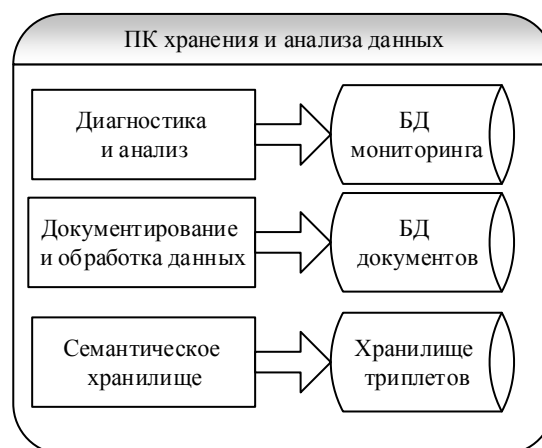 ПК хранения и анализа данных
Диагностика
и анализ
БД
мониторинга
Документирование
и обработка данных
БД
документов
Семантическое
хранилище
Хранилище
триплетов